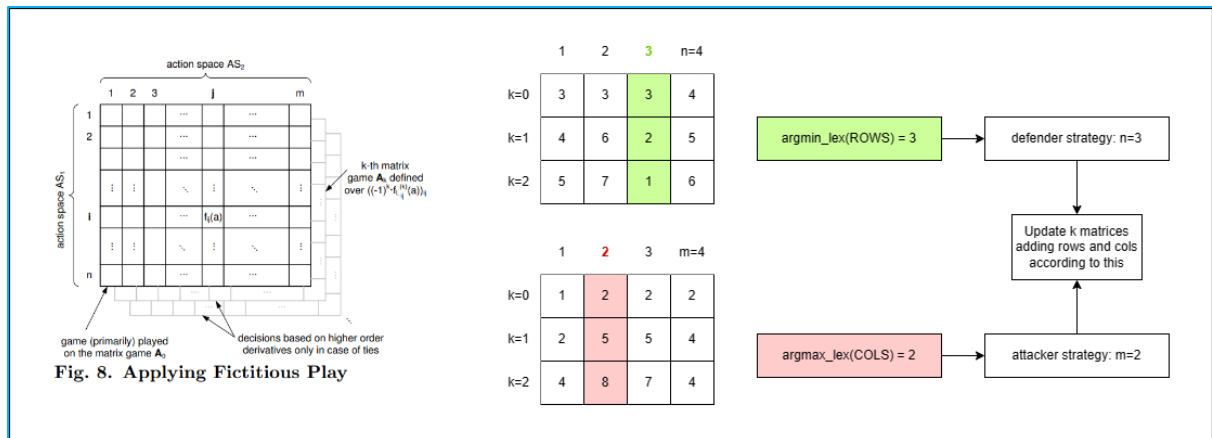 action space AS₂
1 2 3 j m
action space AS₁
1
2
i
n
... ...
... ...
... ...
⋮ ⋮ ⋱ ⋮ ⋱ ⋮
... fᵢⱼ(a) ...
⋮ ⋮ ⋱ ⋮ ⋱ ⋮
... ...
k-th matrix
game Aₖ defined
over ((-1)ᵏ·fᵢⱼ⁽ᵏ⁾(a))ᵢⱼ
game (primarily) played
on the matrix game A₀
decisions based on higher order
derivatives only in case of ties
Fig. 8. Applying Fictitious Play
1 2 3 n=4
k=0 3 3 3 4
k=1 4 6 2 5
k=2 5 7 1 6
1 2 3 m=4
k=0 1 2 2 2
k=1 2 5 5 4
k=2 4 8 7 4
argmin_lex(ROWS) = 3
defender strategy: n=3
Update k matrices
adding rows and cols
according to this
argmax_lex(COLS) = 2
attacker strategy: m=2